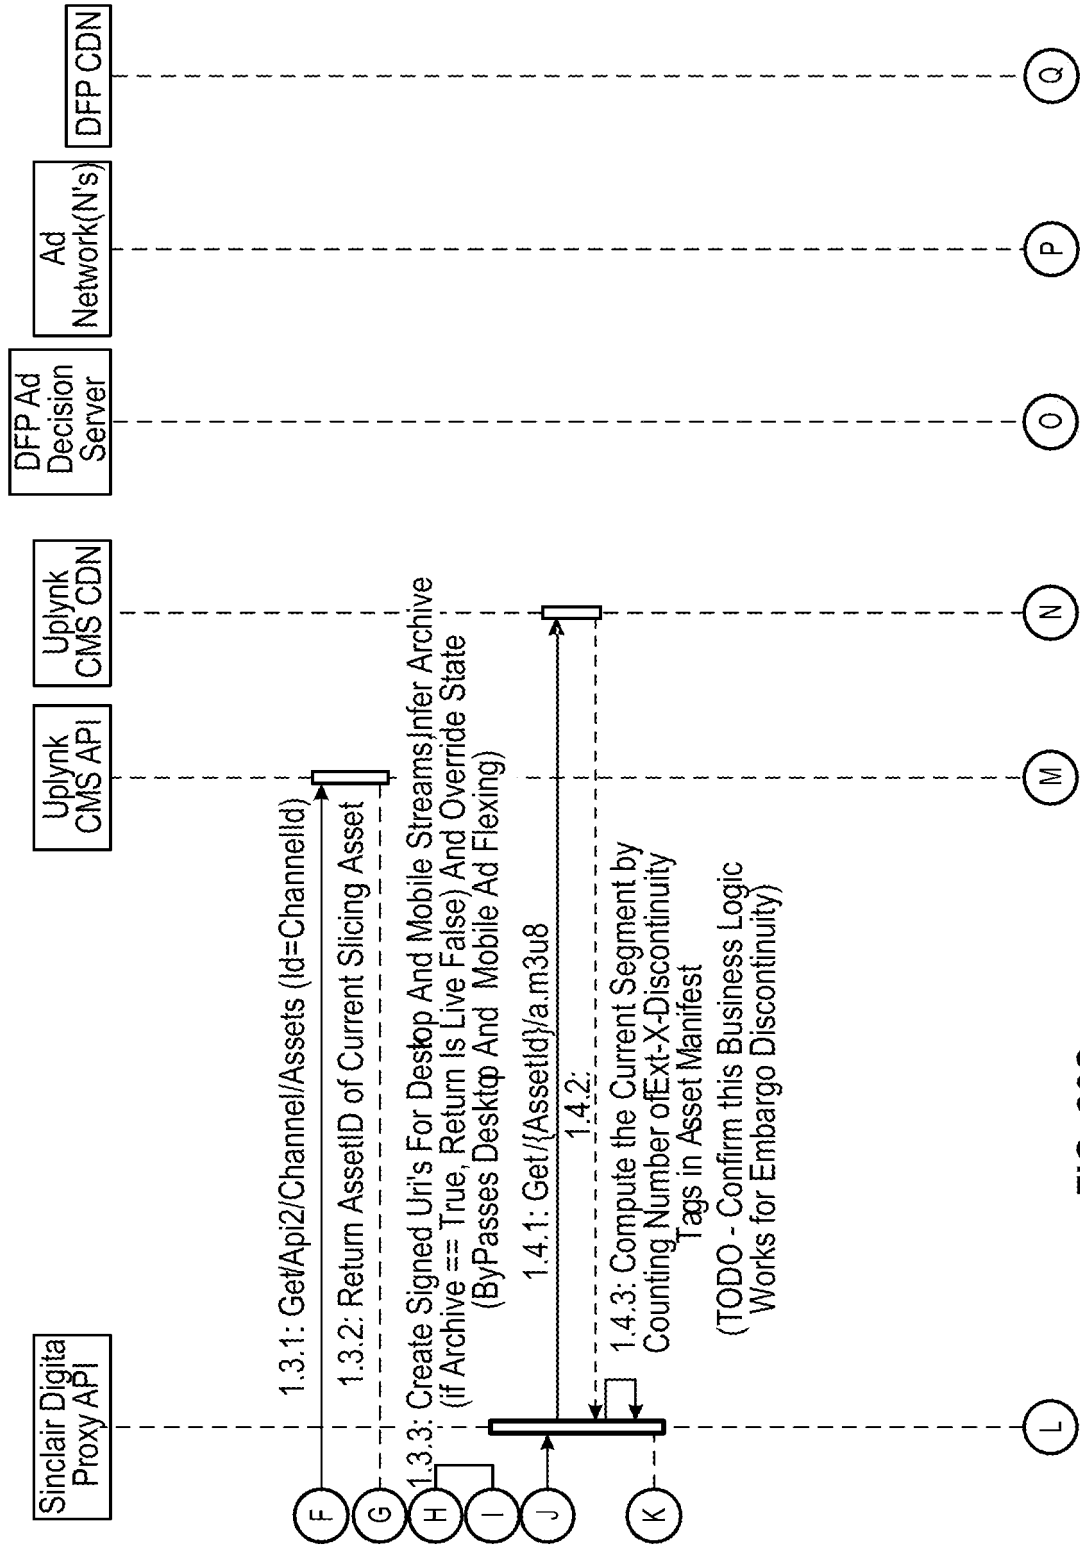 Sinclair Digita
Proxy API
Uplynk
CMS API
Uplynk
CMS CDN
DFP Ad
Decision
Server
Ad
Network(N's)
DFP CDN
F
1.3.1: Get/Api2/Channel/Assets (Id=ChannelId)
G
1.3.2: Return AssetID of Current Slicing Asset
H
1.3.3: Create Signed Uri's For Desktop And Mobile Streams,Infer Archive
(if Archive == True, Return Is Live False) And Override State
(ByPasses Desktop And Mobile Ad Flexing)
I
J
1.4.1: Get/{AssetId}/a.m3u8
1.4.2:
1.4.3: Compute the Current Segment by
Counting Number ofExt-X-Discontinuity
Tags in Asset Manifest
K
(TODO - Confirm this Business Logic
Works for Embargo Discontinuity)
L
M
N
O
P
Q